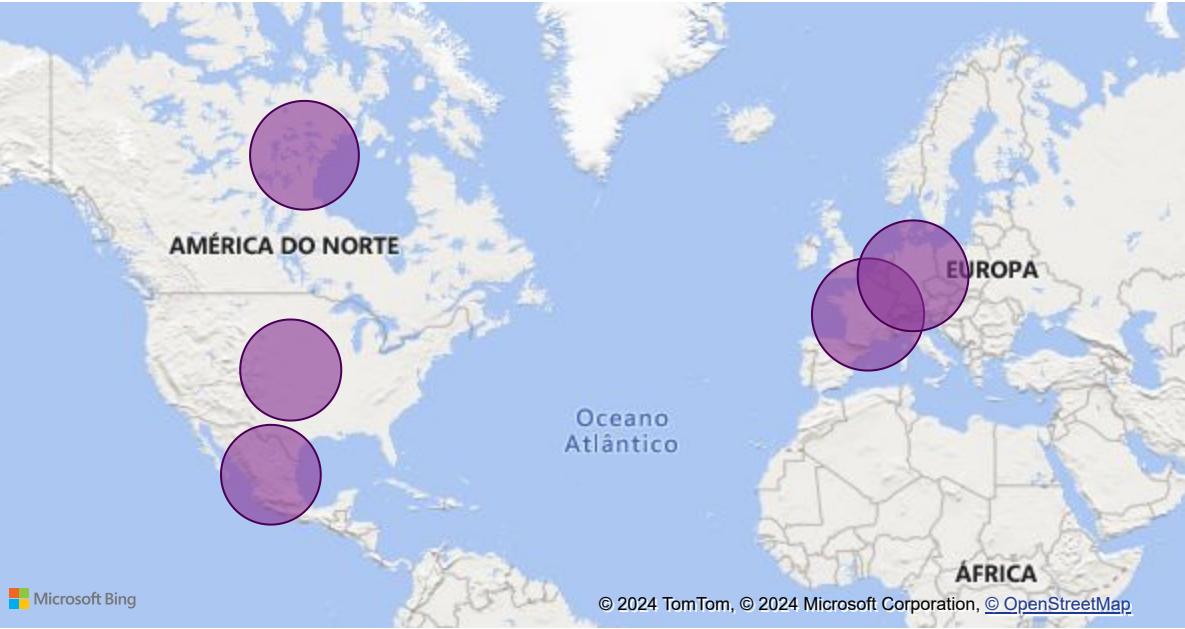 AMÉRICA DO NORTE
EUROPA
Oceano
Atlântico
ÁFRICA
Microsoft Bing
© 2024 TomTom, © 2024 Microsoft Corporation, © OpenStreetMap